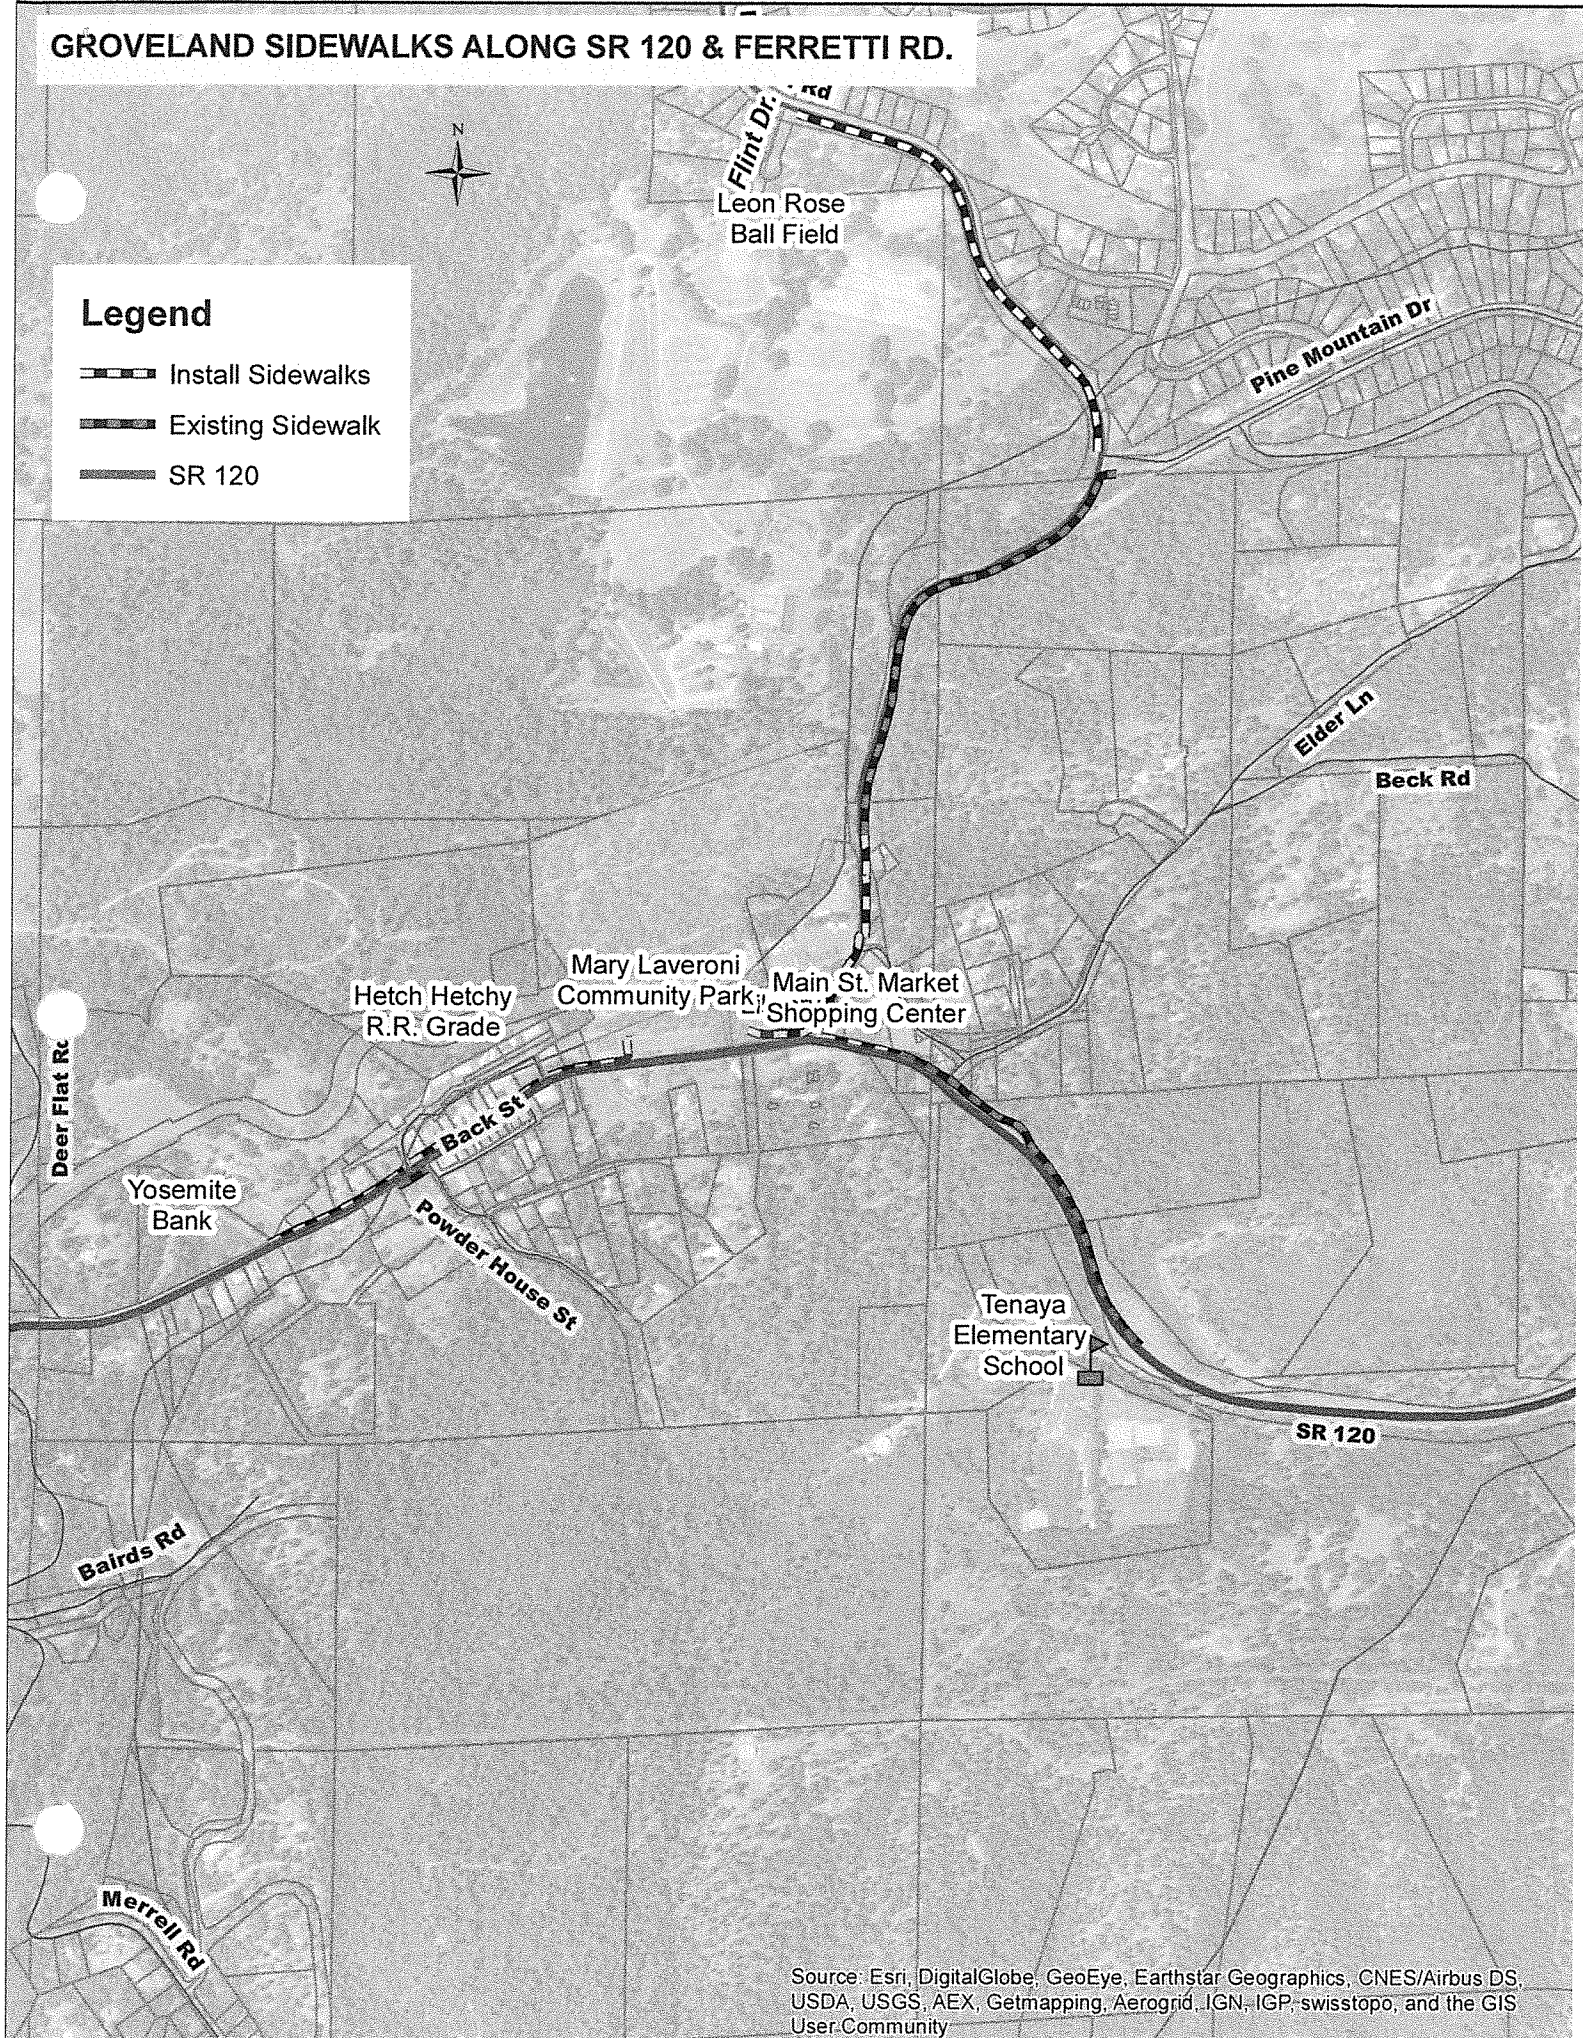 GROVELAND SIDEWALKS ALONG SR 120 & FERRETTI RD.
Rd
Flint Dr.
N
Leon Rose
Ball Field
Legend
Install Sidewalks
Existing Sidewalk
SR 120
Pine Mountain Dr
Elder Ln
Beck Rd
Mary Laveroni
Community Park
Main St. Market
Shopping Center
Hetch Hetchy
R.R. Grade
Deer Flat Rd
Back St
Yosemite
Bank
Powder House St
Tenaya
Elementary
School
SR 120
Bairds Rd
Merrell Rd
Source: Esri, DigitalGlobe, GeoEye, Earthstar Geographics, CNES/Airbus DS,
USDA, USGS, AEX, Getmapping, Aerogrid, IGN, IGP, swisstopo, and the GIS
User Community